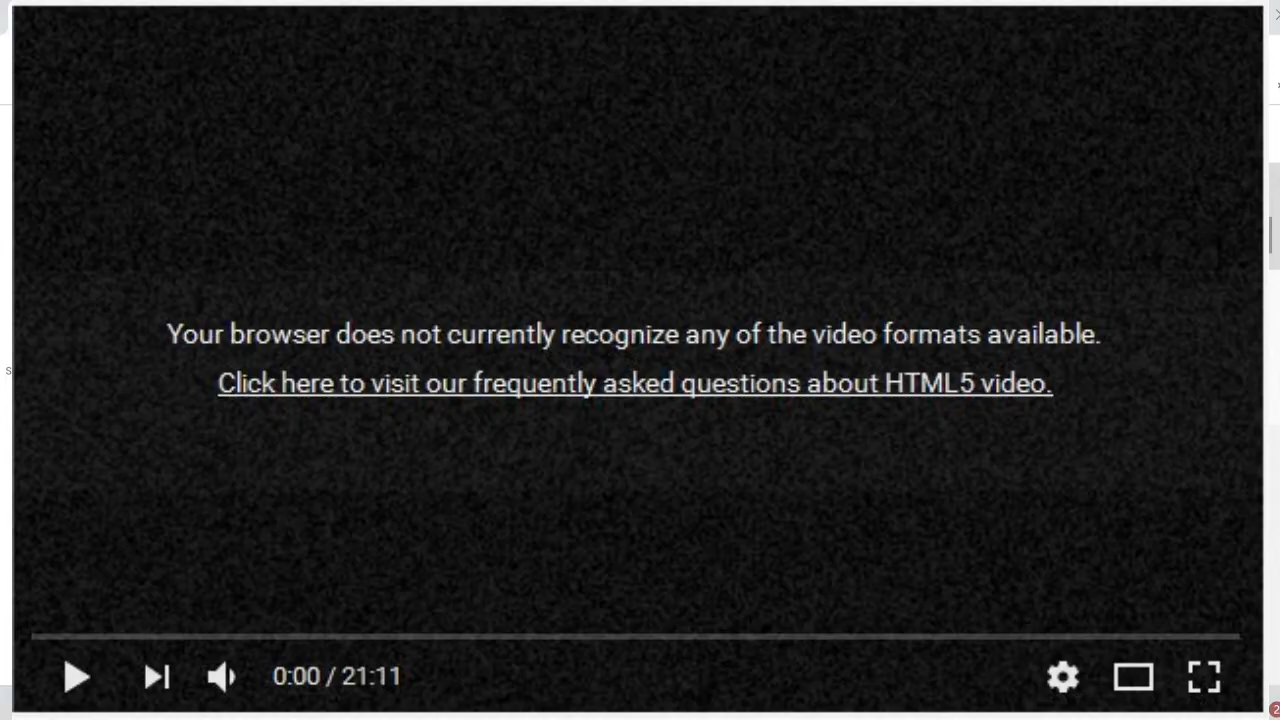 Your browser does not currently recognize any of the video formats available.
Click here to visit our frequently asked questions about HTML5 video.
0:00 / 21:11
s
2